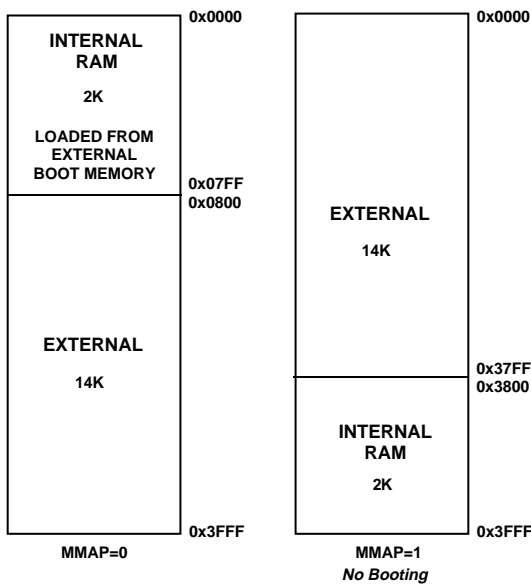 0x0000
INTERNAL
RAM
2K
LOADED FROM
EXTERNAL
BOOT MEMORY
0x07FF
0x0800
EXTERNAL
14K
0x3FFF
MMAP=0
0x0000
EXTERNAL
14K
0x37FF
0x3800
INTERNAL
RAM
2K
0x3FFF
MMAP=1
No Booting